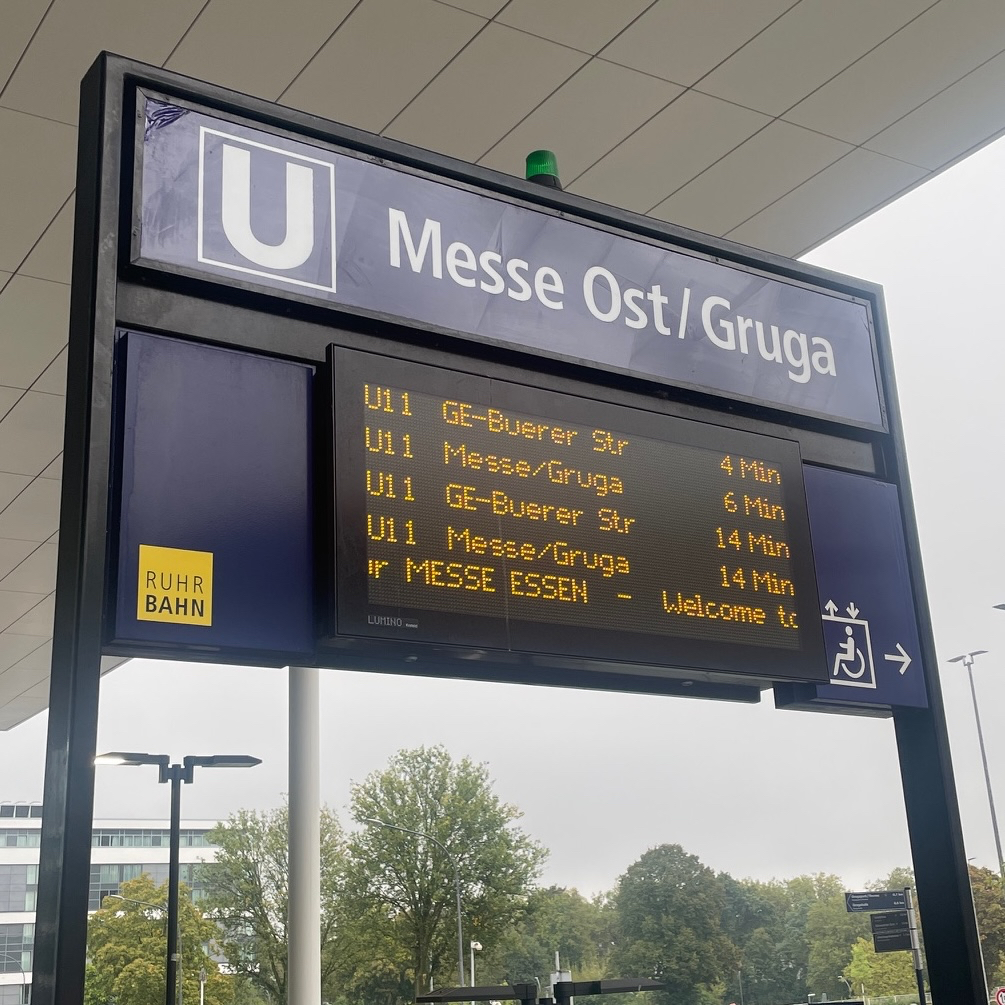 U Messe Ost/Gruga
U11 GE-Buerer Str 4 Min
U11 Messe/Gruga 6 Min
U11 GE-Buerer Str 14 Min
U11 Messe/Gruga 14 Min
r MESSE ESSEN - Welcome to
LUMINO
RUHR
BAHN